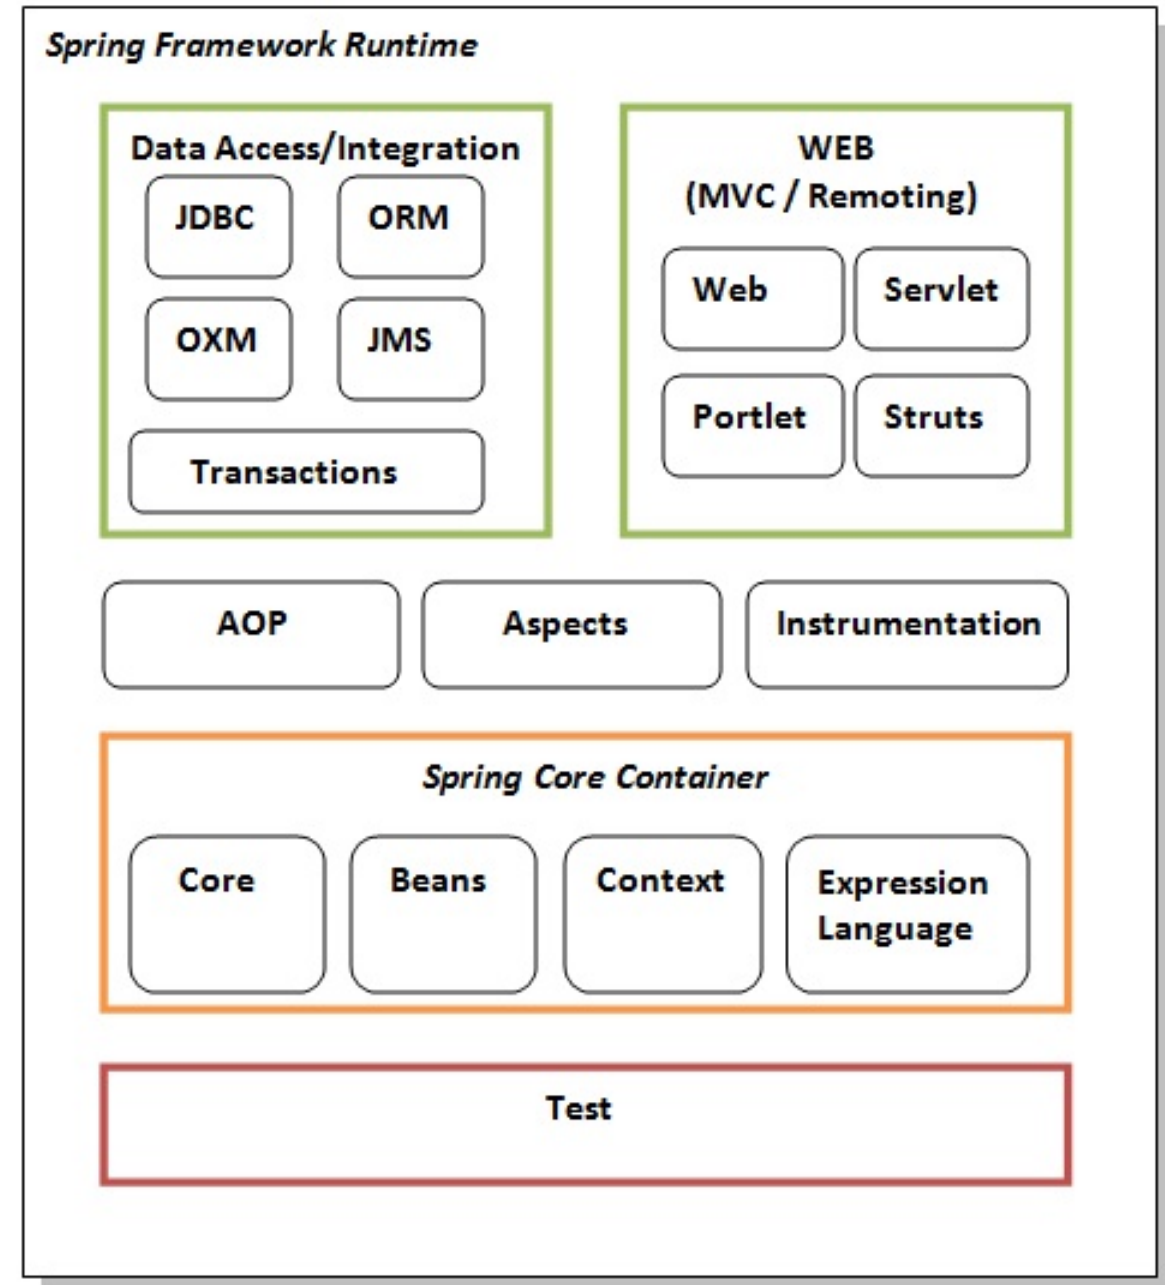 Spring Framework Runtime
Data Access/Integration
JDBC
ORM
OXM
JMS
Transactions
WEB
(MVC / Remoting)
Web
Servlet
Portlet
Struts
AOP
Aspects
Instrumentation
Spring Core Container
Core
Beans
Context
Expression
Language
Test